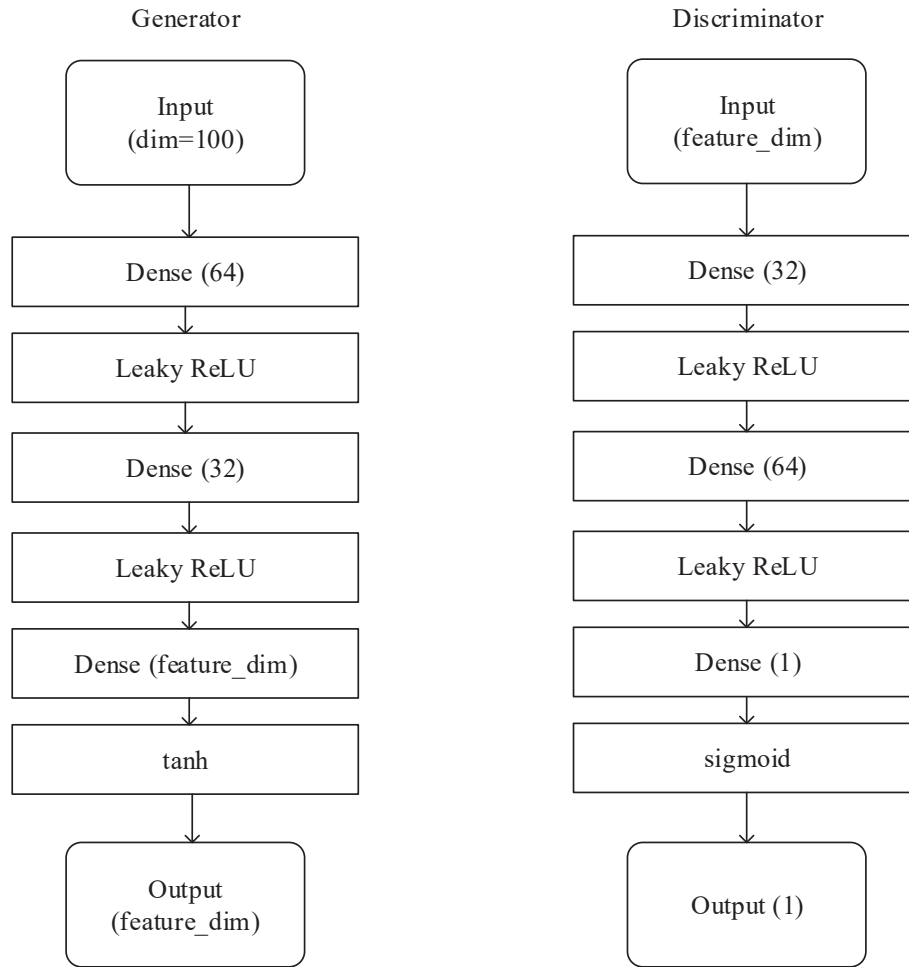 Generator
Input
(dim=100)
Dense (64)
Leaky ReLU
Dense (32)
Leaky ReLU
Dense (feature_dim)
tanh
Output
(feature_dim)
Discriminator
Input
(feature_dim)
Dense (32)
Leaky ReLU
Dense (64)
Leaky ReLU
Dense (1)
sigmoid
Output (1)